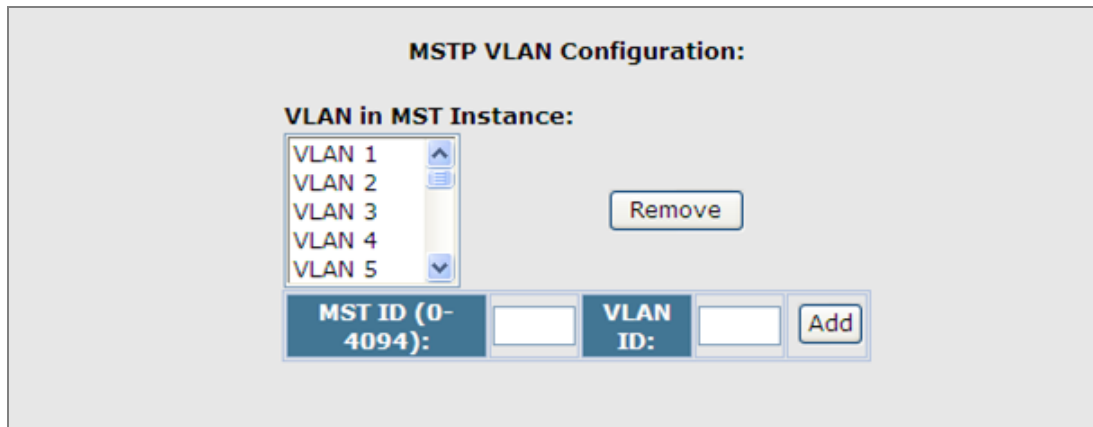 MSTP VLAN Configuration:
VLAN in MST Instance:
VLAN 1
VLAN 2
VLAN 3
VLAN 4
VLAN 5
Remove
MST ID (0-
4094):
VLAN
ID:
Add